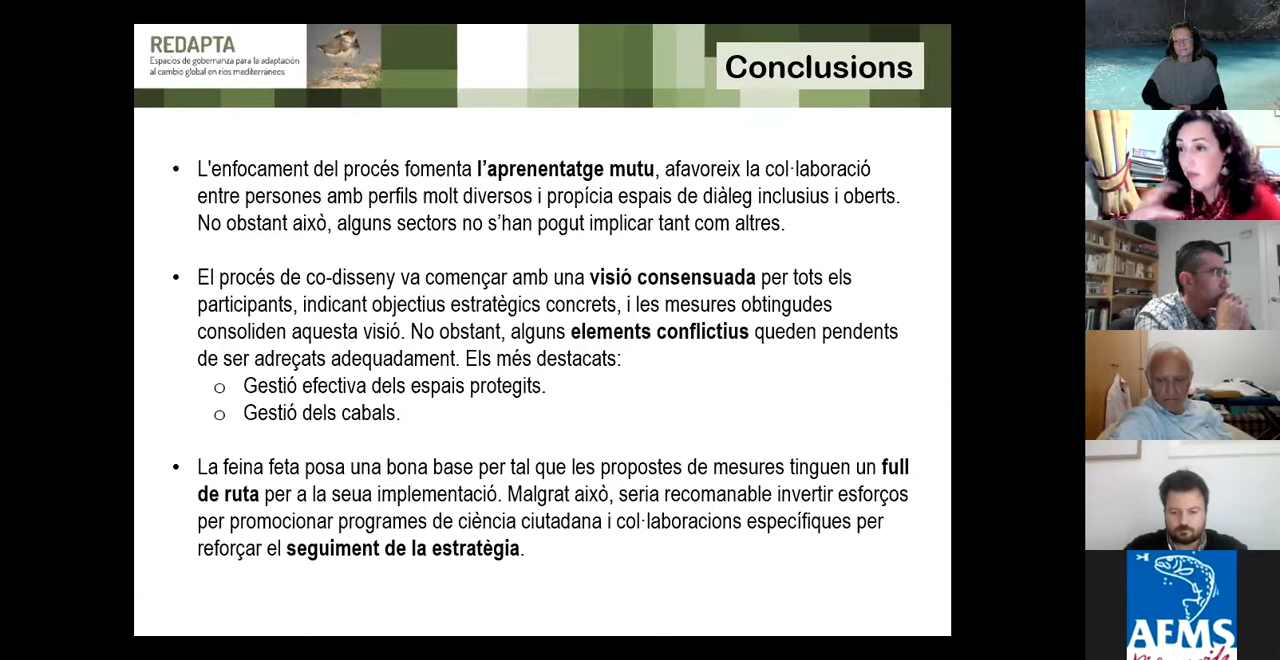 REDAPTA
Espacios de gobernanza para la adaptación
al cambio global en ríos mediterráneos
Conclusions
• L'enfocament del procés fomenta l’aprenentatge mutu, afavoreix la col·laboració
entre persones amb perfils molt diversos i propícia espais de diàleg inclusius i oberts.
No obstant això, alguns sectors no s’han pogut implicar tant com altres.
• El procés de co-disseny va començar amb una visió consensuada per tots els
participants, indicant objectius estratègics concrets, i les mesures obtingudes
consoliden aquesta visió. No obstant, alguns elements conflictius queden pendents
de ser adreçats adequadament. Els més destacats:
o Gestió efectiva dels espais protegits.
o Gestió dels cabals.
• La feina feta posa una bona base per tal que les propostes de mesures tinguen un full
de ruta per a la seua implementació. Malgrat això, seria recomanable invertir esforços
per promocionar programes de ciència ciutadana i col·laboracions específiques per
reforçar el seguiment de la estratègia.
AEMS